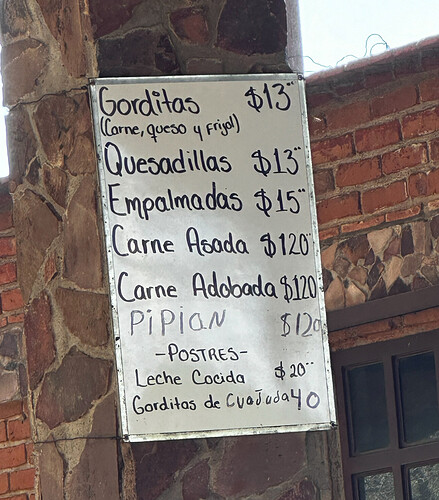 Gorditas $13
(Carne, queso y Frijol)
Quesadillas $13
Empalmadas $15
Carne Asada $120
Carne Adobada $120
PiPiAN $120
-POSTRES-
Leche Cocida $20
Gorditas de CuaJada 40